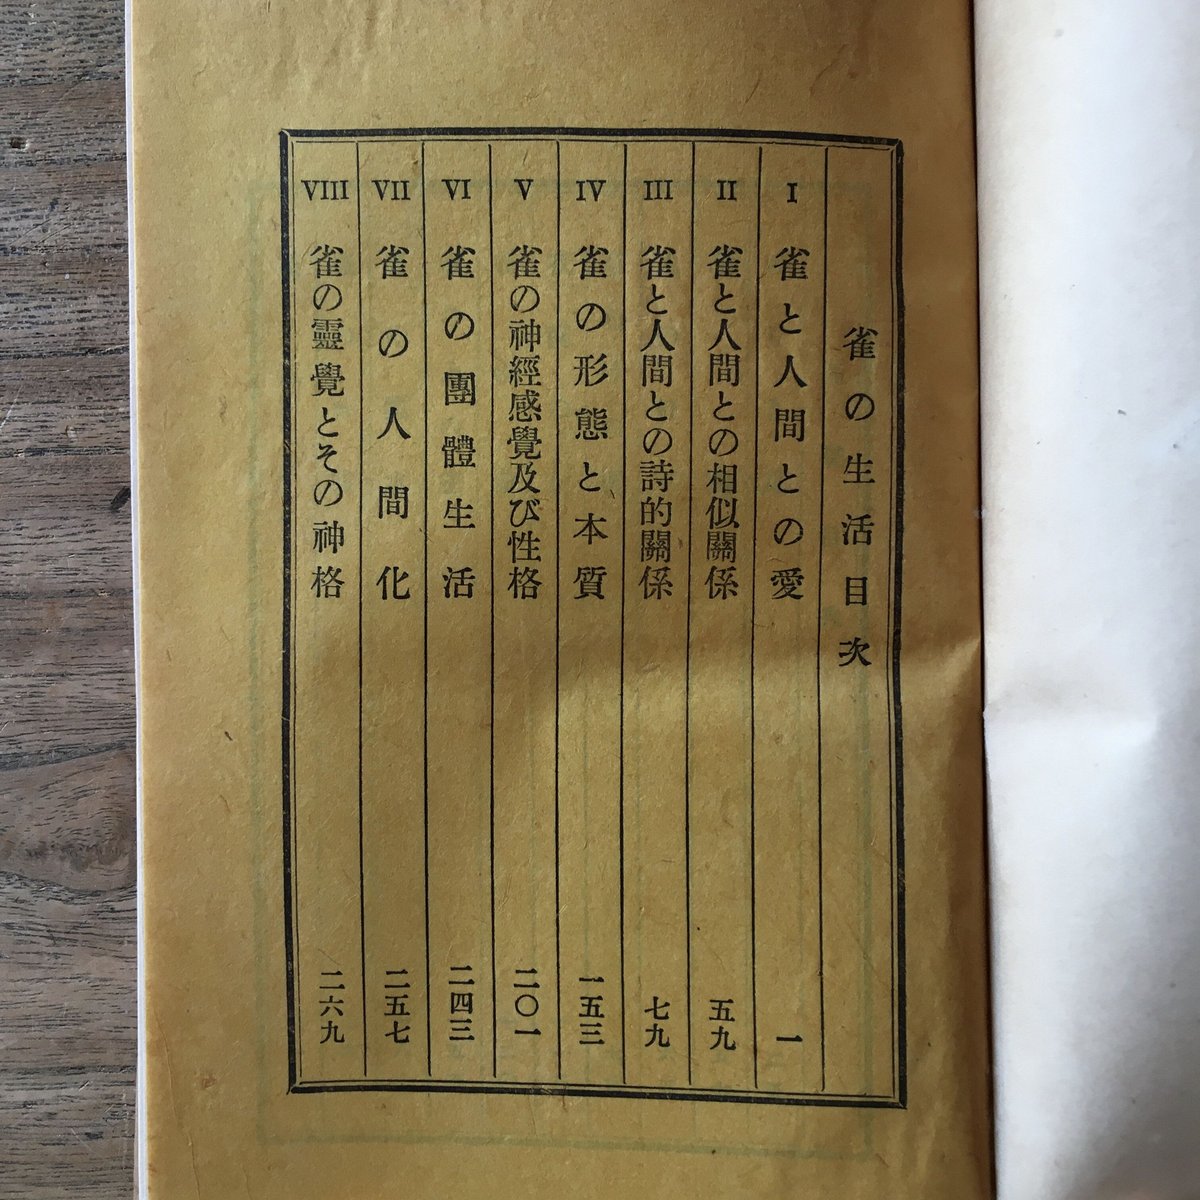 雀の生活目次
I 雀と人間との愛 一
II 雀と人間との相似關係 五九
III 雀と人間との詩的關係 七九
IV 雀の形態と本質 一五三
V 雀の神經感覺及び性格 二〇一
VI 雀の團體生活 二四三
VII 雀の人間化 二五七
VIII 雀の靈覺とその神格 二六九